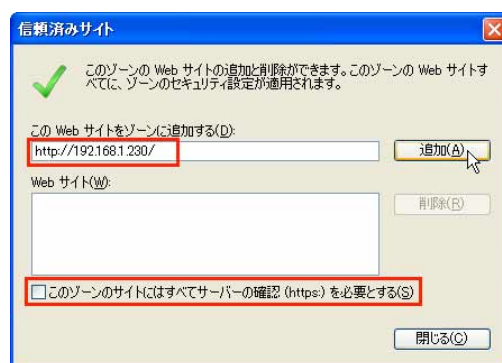 信頼済みサイト
このゾーンの Web サイトの追加と削除ができます。このゾーンの Web サイトす
べてに、ゾーンのセキュリティ設定が適用されます。
この Web サイトをゾーンに追加する(D):
http://192.168.1.230/
追加(A)
Web サイト(W):
削除(R)
このゾーンのサイトにはすべてサーバーの確認 (https:) を必要とする(S)
閉じる(C)